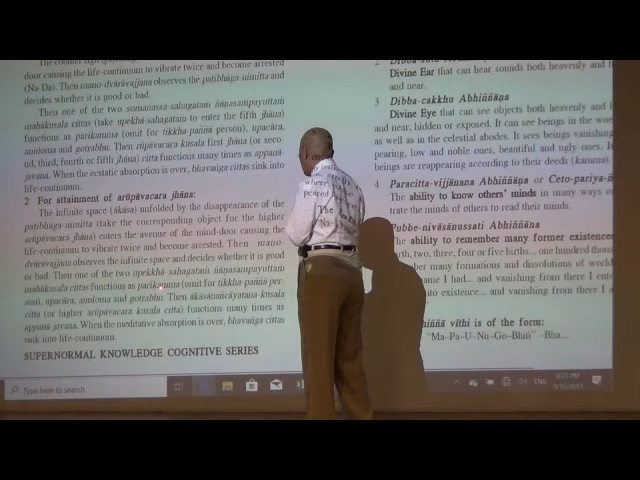 door causing the life-continuum to vibrate twice and become arrested
(Na-Da). Then mano-dvārāvajjana observes the paṭibhāga-nimitta and
decides whether it is good or bad.
Then one of the two somanassa-sahagataṁ ñāṇasampayuttaṁ
mahākusala cittas (take upekhā-sahagataṁ to enter the fifth jhāna)
functions as parikamma (omit for tikkha-pañña person), upacāra,
anuloma and gotrabhu. Then rūpāvacara kusala first jhāna (or sec-
ond, third, fourth or fifth jhāna) citta functions many times as appanā-
javana. When the ecstatic absorption is over, bhavaṅga cittas sink into
life-continuum.
2 For attainment of arūpāvacara jhāna:
The infinite space (ākāsa) unfolded by the disappearance of the
paṭibhāga-nimitta (take the corresponding object for the higher
arūpāvacara jhāna) enters the avenue of the mind-door causing the
life-continuum to vibrate twice and become arrested. Then mano-
dvārāvajjana observes the infinite space and decides whether it is good
or bad. Then one of the two upekkhā-sahagataṁ ñāṇasampayuttaṁ
mahākusala cittas functions as parikamma (omit for tikkha-pañña per-
son), upacāra, anuloma and gotrabhu. Then ākāsānañcāyatana-kusala
citta (or higher arūpāvacara kusala citta) functions many times as
appanā-javana. When the meditative absorption is over, bhavaṅga cittas
sink into life-continuum.
SUPERNORMAL KNOWLEDGE COGNITIVE SERIES
2
Divine Ear that can hear sounds both heavenly and
and near.
3 Dibba-cakkhu Abhiññāṇa
Divine Eye that can see objects both heavenly and
and near, hidden or exposed. It can see beings in the
as well as in the celestial abodes. It sees beings vanishing
pearing, low and noble ones, beautiful and ugly ones. It
beings are reappearing according to their deeds (kamma).
4 Paracitta-vijjānana Abhiññāṇa or Ceto-pariya-
The ability to know others' minds in many ways
trate the minds of others to read their minds.
Pubbe-nivāsānussati Abhiññāṇa
The ability to remember many former existence
two, three, four or five births... one hundred
many formations and dissolutions of world
came I had... and vanishing from there I
into existence... and vanishing from there I
vīthi is of the form:
"Ma–Pa–U–Nu–Go–Bhiñ" –Bha...
where
peared
The
Na
Type here to search
ENG